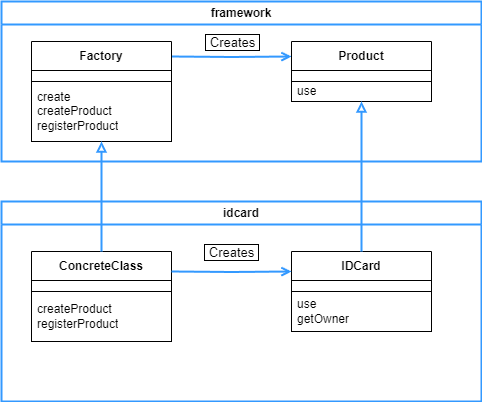 framework
Factory
Creates
Product
create
createProduct
registerProduct
use
idcard
ConcreteClass
Creates
IDCard
createProduct
registerProduct
use
getOwner